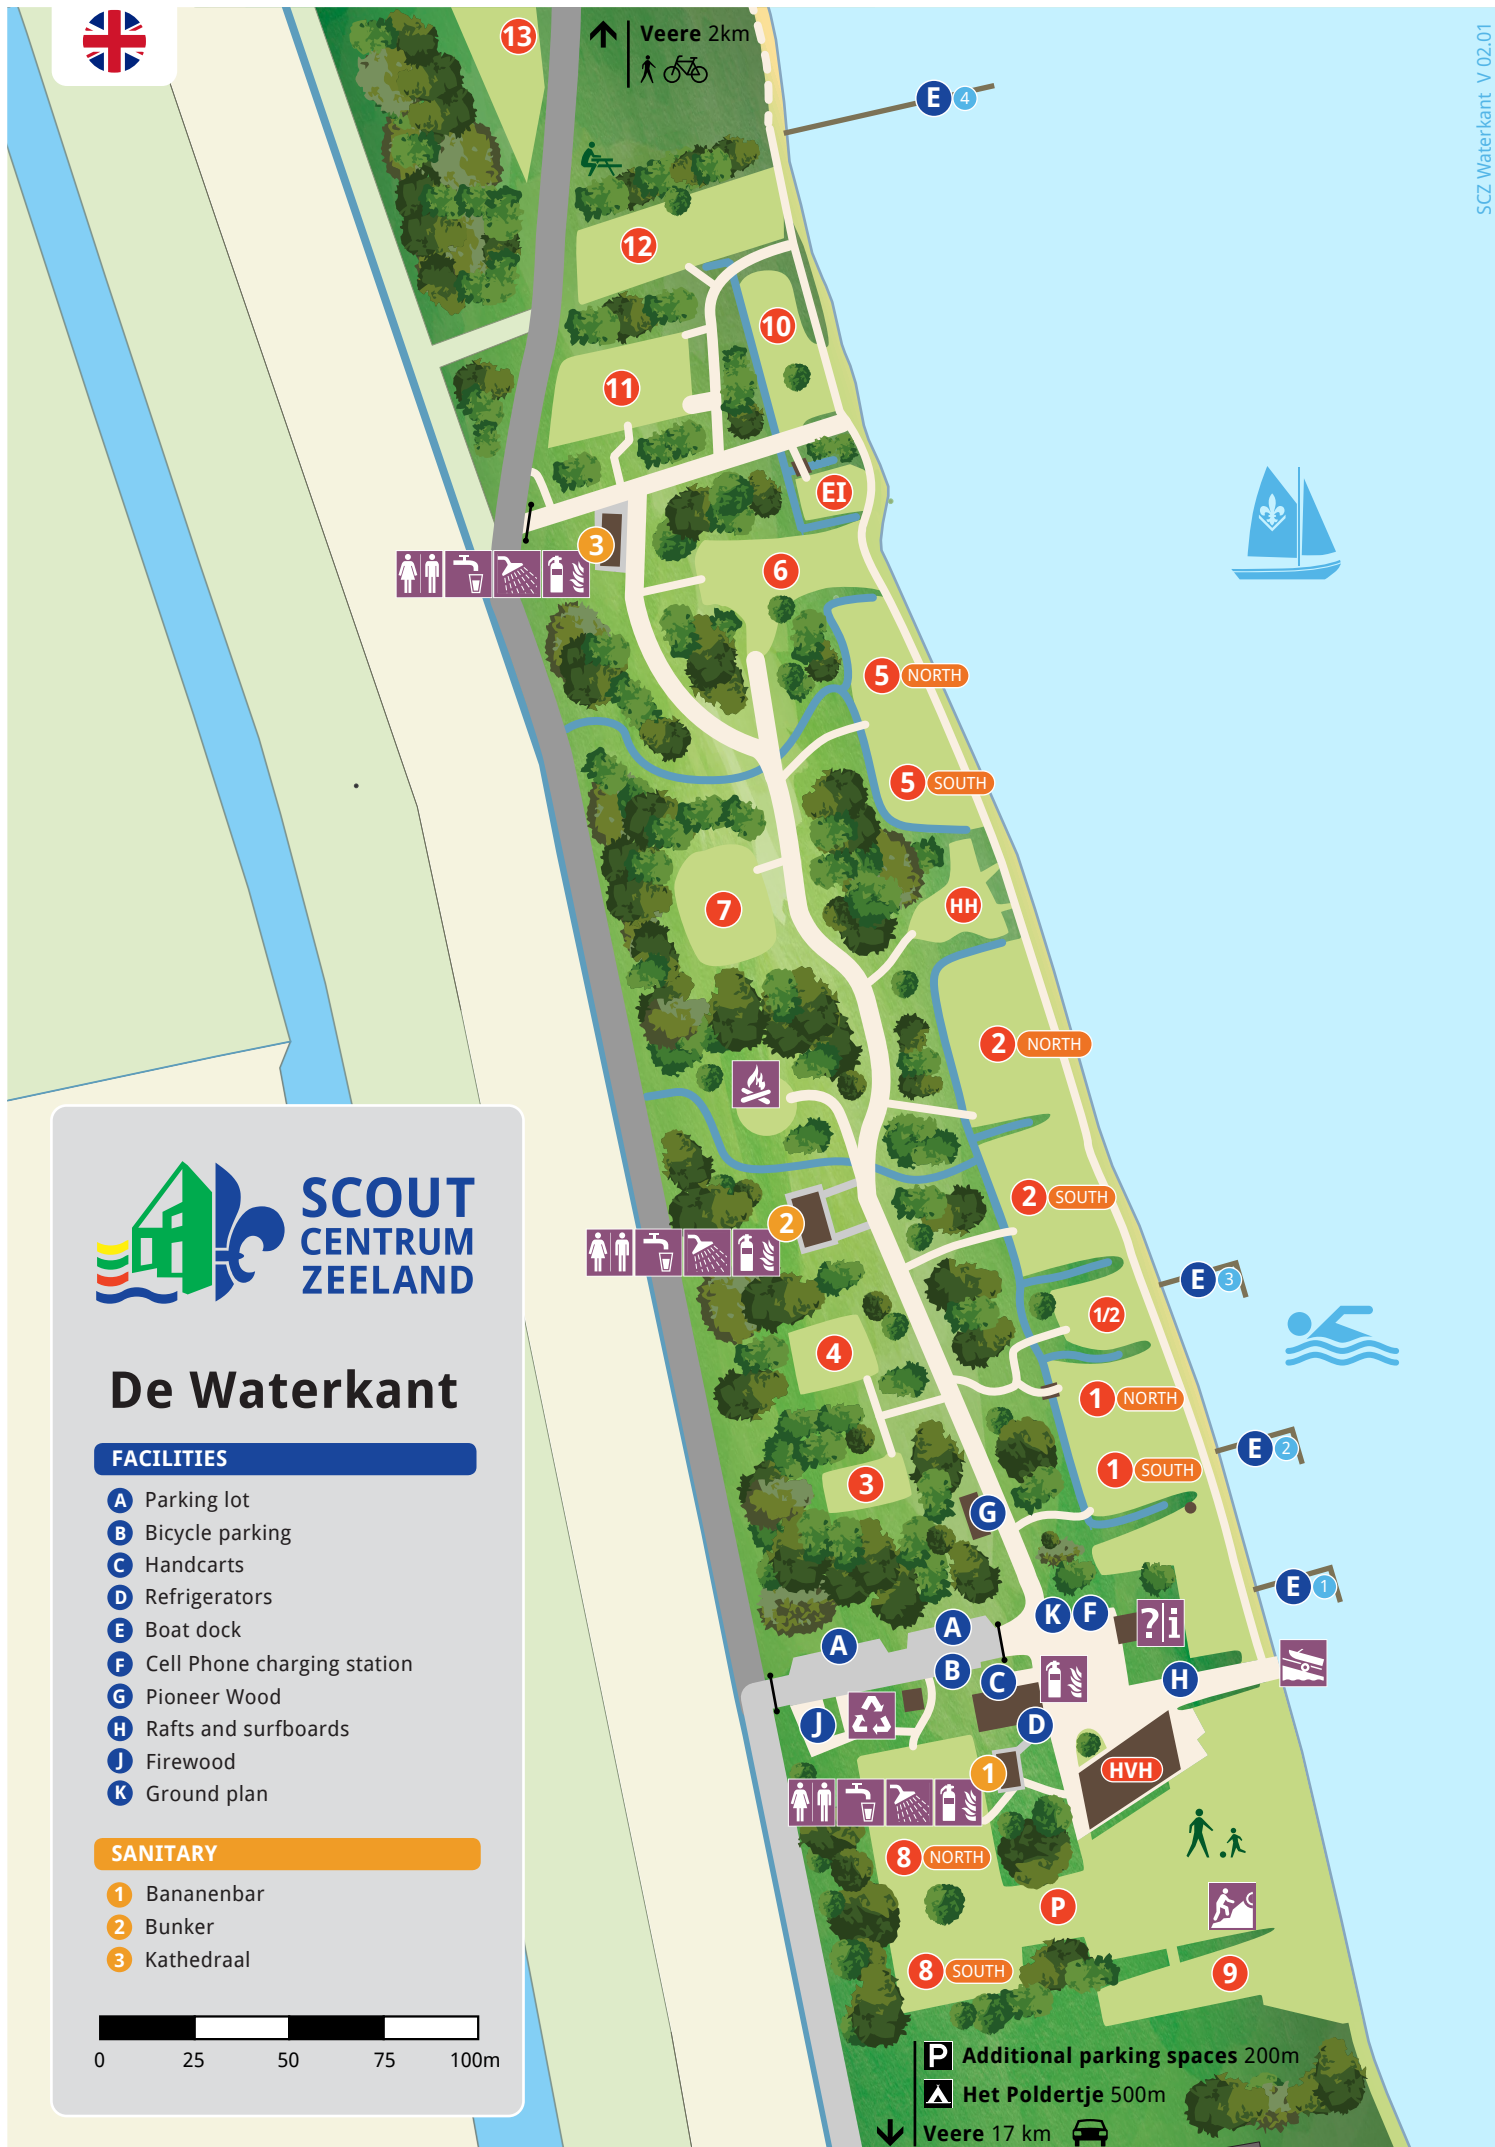 13
Veere 2km
E 4
SCZ Waterkant V 02.01
12
10
11
EI
3
6
5 NORTH
5 SOUTH
7
HH
2 NORTH
2 SOUTH
2
E 3
1/2
4
1 NORTH
E 2
1 SOUTH
3
G
E 1
K F
A
A
?i
B
C
H
J
D
1
HVH
8 NORTH
P
8 SOUTH
9
P Additional parking spaces 200m
Het Poldertje 500m
Veere 17 km
SCOUT
CENTRUM
ZEELAND
De Waterkant
FACILITIES
A Parking lot
B Bicycle parking
C Handcarts
D Refrigerators
E Boat dock
F Cell Phone charging station
G Pioneer Wood
H Rafts and surfboards
J Firewood
K Ground plan
SANITARY
1 Bananenbar
2 Bunker
3 Kathedraal
0 25 50 75 100m